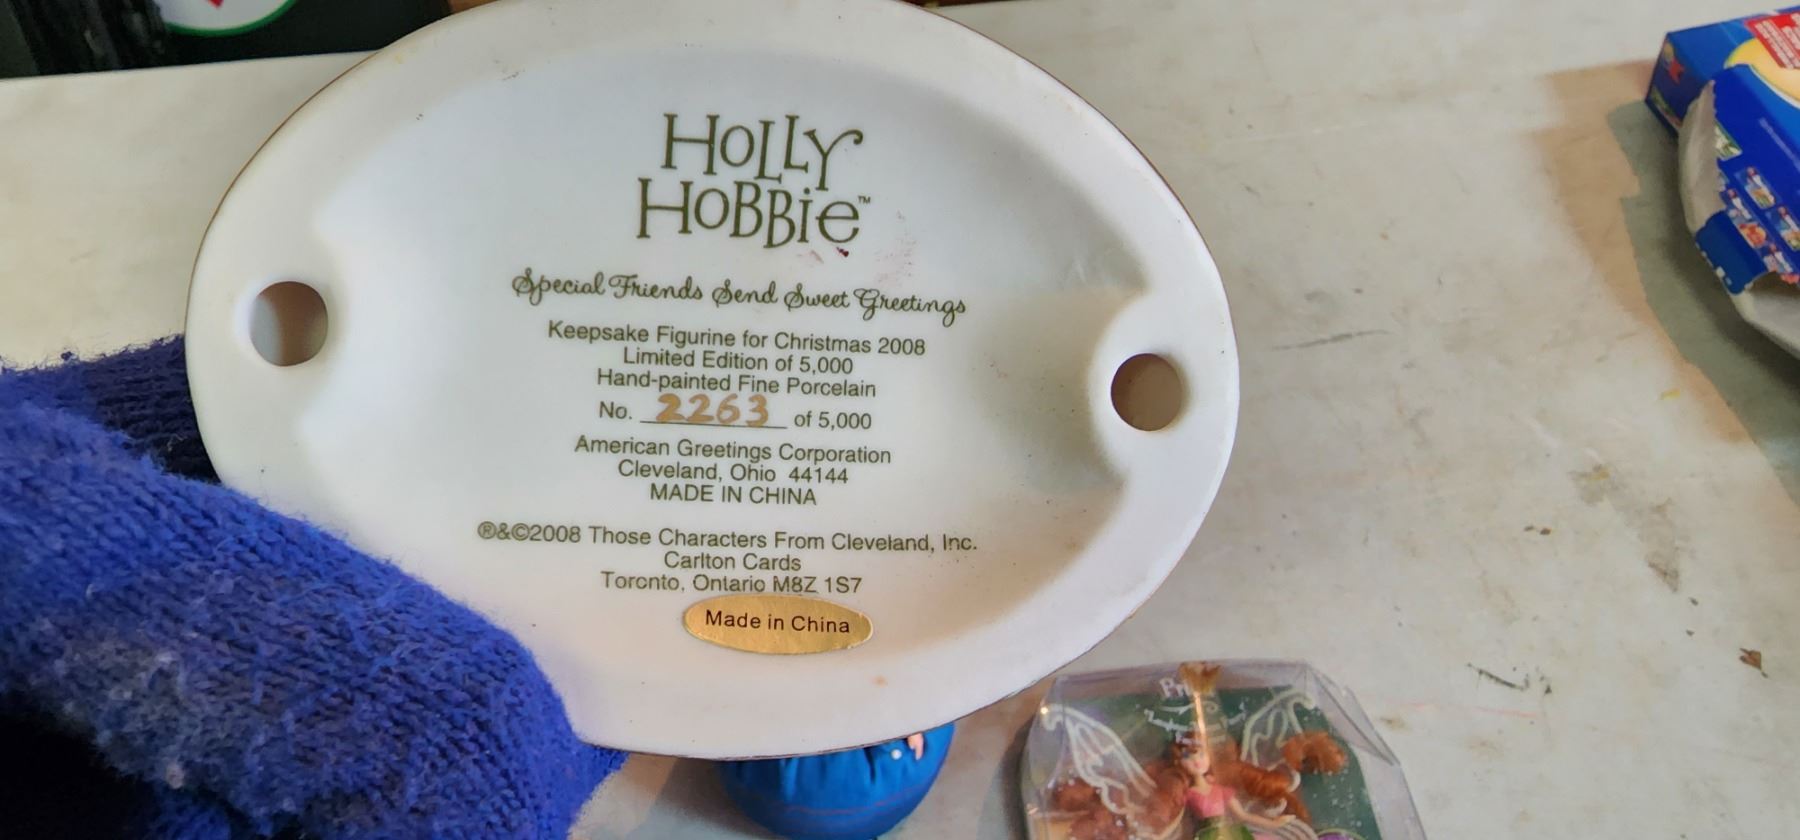 HOLLY
HOBBiE™
Special Friends Send Sweet Greetings
Keepsake Figurine for Christmas 2008
Limited Edition of 5,000
Hand-painted Fine Porcelain
No. 2263 of 5,000
American Greetings Corporation
Cleveland, Ohio 44144
MADE IN CHINA
®&©2008 Those Characters From Cleveland, Inc.
Carlton Cards
Toronto, Ontario M8Z 1S7
Made in China